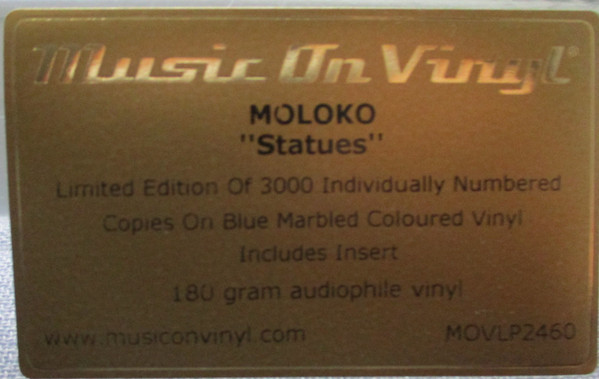 Music On Vinyl®
MOLOKO
"Statues"
Limited Edition Of 3000 Individually Numbered
Copies On Blue Marbled Coloured Vinyl
Includes Insert
180 gram audiophile vinyl
www.musiconvinyl.com MOVLP2460